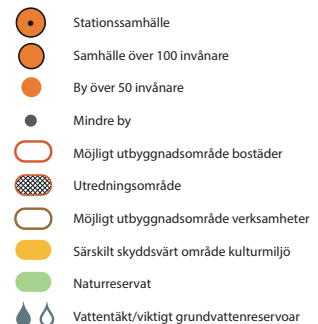 Stationssamhälle
Samhälle över 100 invånare
By över 50 invånare
Mindre by
Möjligt utbyggnadsområde bostäder
Utredningsområde
Möjligt utbyggnadsområde verksamheter
Särskilt skyddsvärt område kulturmiljö
Naturreservat
Vattentäkt/viktigt grundvattenreservoar